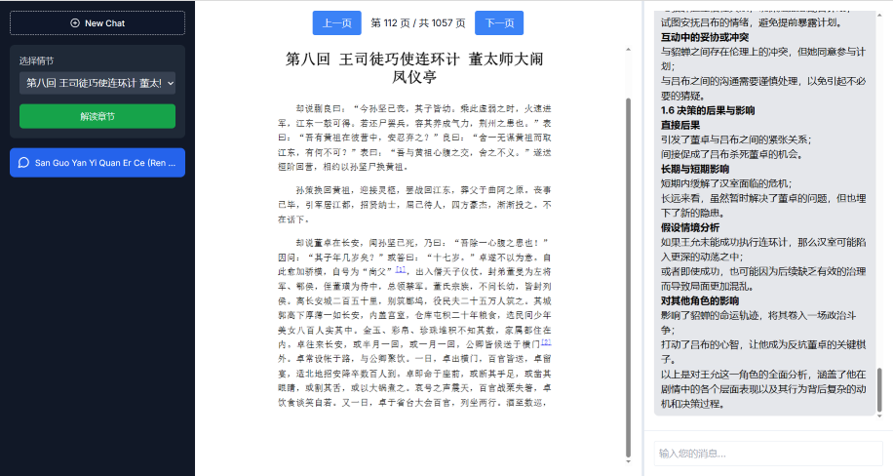 New Chat
选择情节
第八回 王司徒巧使连环计 董太!
解读章节
San Guo Yan Yi Quan Er Ce (Ren ...
上一页 第 112 页 / 共 1057 页 下一页
第八回 王司徒巧使连环计 董太师大闹
凤仪亭
却说蒯良曰：“今孙坚已丧，其子皆幼。乘此虚弱之时，火速进
军，江东一鼓可得。若还尸罢兵，容其养成气力，荆州之患也。”表
曰：“吾有黄祖在彼营中，安忍弃之？”良曰：“舍一无谋黄祖而取
江东，有何不可？”表曰：“吾与黄祖心腹之交，舍之不义。”遂送
桓阶回营，相约以孙坚尸换黄祖。
孙策换回黄祖，迎接灵柩，罢战回江东，葬父于曲阿之原。丧事
已毕，引军居江都，招贤纳士，屈己待人，四方豪杰，渐渐投之。不
在话下。
却说董卓在长安，闻孙坚已死，乃曰：“吾除一心腹之患也！”
因问：“其子年几岁矣？”或答曰：“十七岁。”卓遂不以为意。自
此愈加骄横，自号为“尚父”[1]，出入僭天子仪仗，封弟董旻为左将
军、鄠侯，侄董璜为侍中，总领禁军。董氏宗族，不问长幼，皆封列
侯。离长安城二百五十里，别筑郿坞，役民夫二十五万人筑之。其城
郭高下厚薄一如长安，内盖宫室，仓库屯积二十年粮食，选民间少年
美女八百人实其中。金玉、彩帛、珍珠堆积不知其数，家属都住在
内。卓往来长安，或半月一回，或一月一回，公卿皆候送于横门[2]
外。卓常设帐于路，与公卿聚饮。一日，卓出横门，百官皆送，卓留
宴，适北地招安降卒数百人到，卓即命于座前，或断其手足，或凿其
眼睛，或割其舌，或以大锅煮之。哀号之声震天，百官战栗失箸，卓
饮食谈笑自若。又一日，卓于省台大会百官，列坐两行。酒至数巡，
试图安抚吕布的情绪，避免提前暴露计划。
互动中的妥协或冲突
与貂蝉之间存在伦理上的冲突，但她同意参与计
划；
与吕布之间的沟通需要谨慎处理，以免引起不必
要的猜疑。
1.6 决策的后果与影响
直接后果
引发了董卓与吕布之间的紧张关系；
间接促成了吕布杀死董卓的机会。
长期与短期影响
短期内缓解了汉室面临的危机；
长远来看，虽然暂时解决了董卓的问题，但也埋
下了新的隐患。
假设情境分析
如果王允未能成功执行连环计，那么汉室可能陷
入更深的动荡之中；
或者即使成功，也可能因为后续缺乏有效的治理
而导致局面更加混乱。
对其他角色的影响
影响了貂蝉的命运轨迹，将其卷入一场政治斗
争；
打动了吕布的心智，让他成为反抗董卓的关键棋
子。
以上是对王允这一角色的全面分析，涵盖了他在
剧情中的各个层面表现以及其行为背后复杂的动
机和决策过程。
输入您的消息...